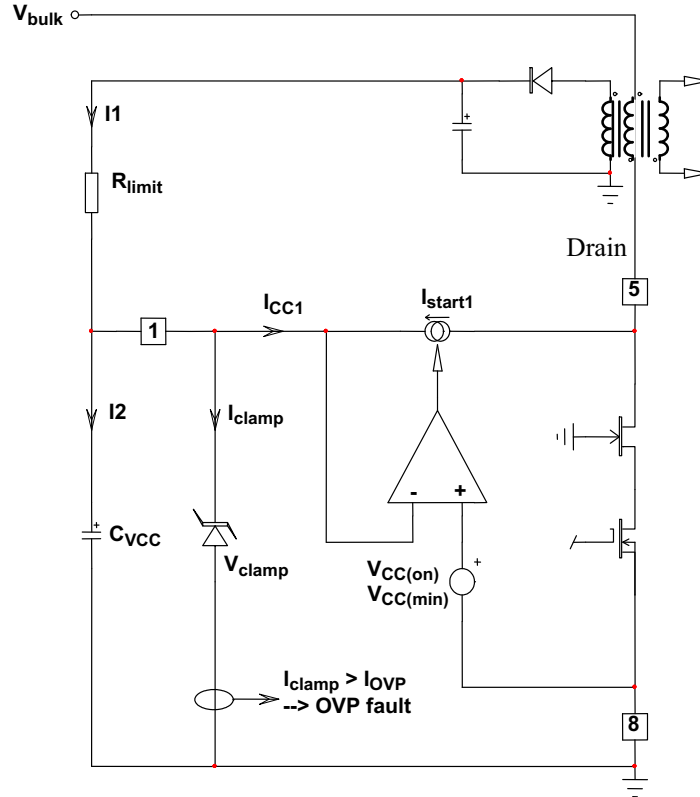 Vbulk
I1
Rlimit
Drain
5
ICC1
Istart1
1
I2
Iclamp
- +
CVCC
Vclamp
VCC(on)
VCC(min)
Iclamp > IOVP
--> OVP fault
8